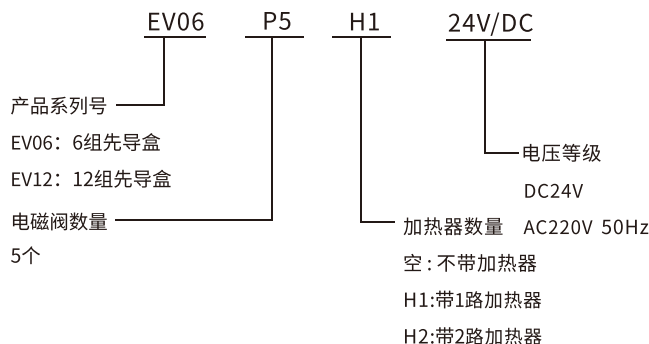 EV06 P5 H1 24V/DC
产品系列号
EV06：6组先导盒
EV12：12组先导盒
电磁阀数量
5个
电压等级
DC24V
AC220V 50Hz
加热器数量
空：不带加热器
H1:带1路加热器
H2:带2路加热器